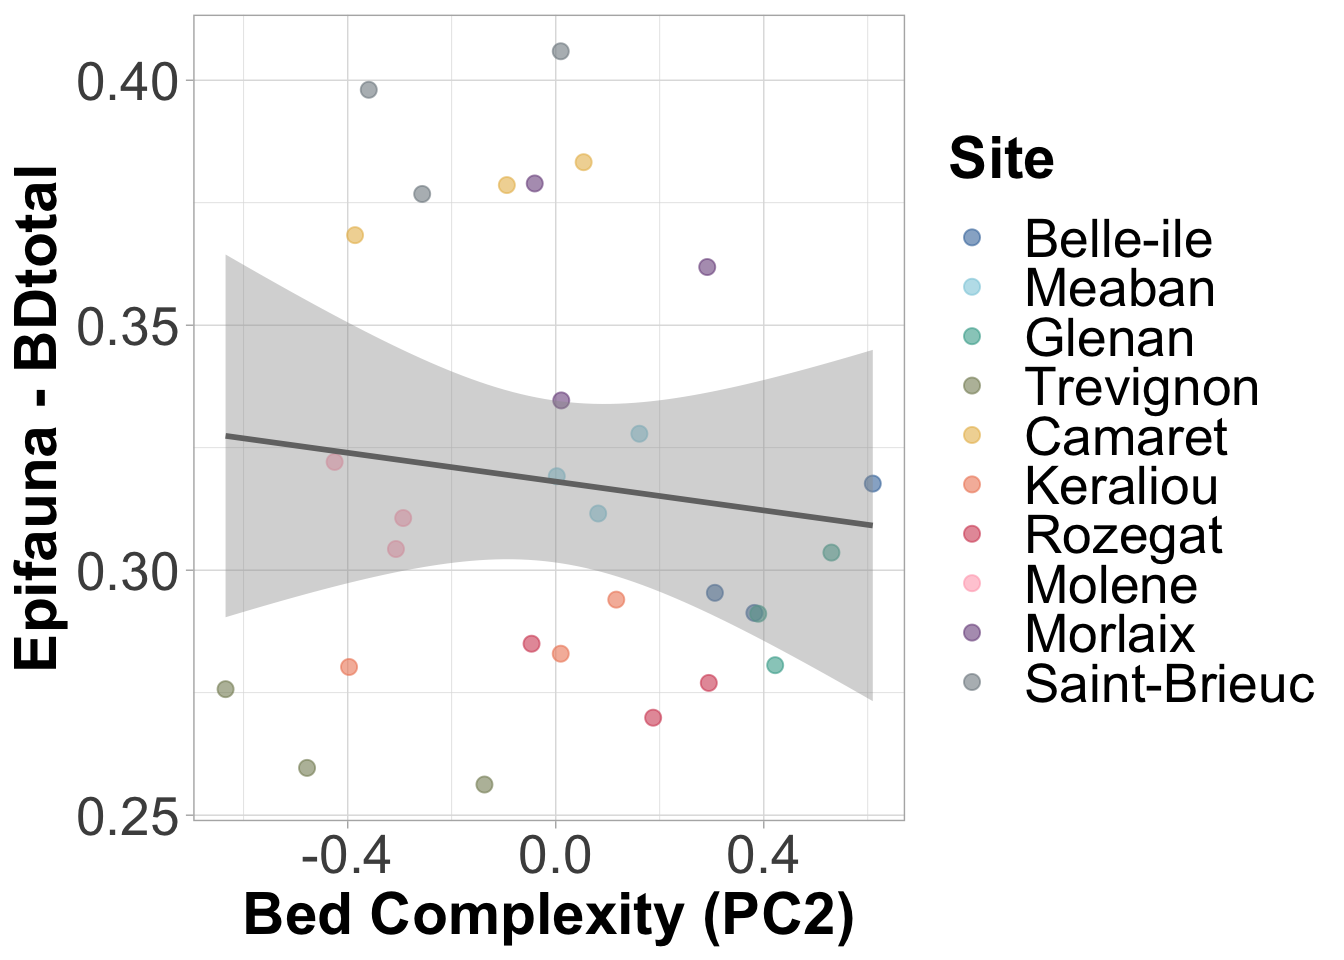 Epifauna - BDtotal
0.40
0.35
0.30
0.25
-0.4
0.0
0.4
Bed Complexity (PC2)
Site
Belle-ile
Meaban
Glenan
Trevignon
Camaret
Keraliou
Rozegat
Molene
Morlaix
Saint-Brieuc